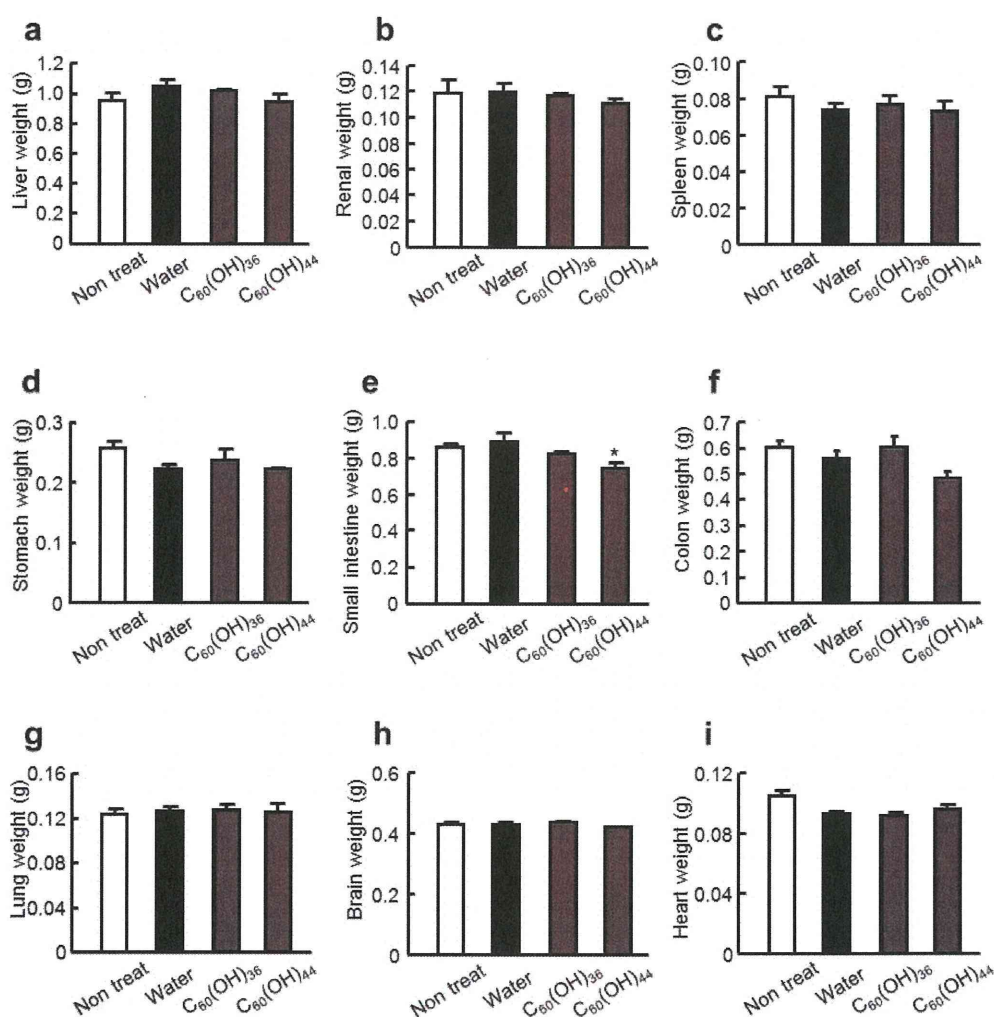 a
Liver weight (g)
1.2
1.0
0.8
0.6
0.4
0.2
0
Non treat
Water
C₆₀(OH)₃₆
C₆₀(OH)₄₄
b
Renal weight (g)
0.14
0.12
0.10
0.08
0.06
0.04
0.02
0
Non treat
Water
C₆₀(OH)₃₆
C₆₀(OH)₄₄
c
Spleen weight (g)
0.10
0.08
0.06
0.04
0.02
0
Non treat
Water
C₆₀(OH)₃₆
C₆₀(OH)₄₄
d
Stomach weight (g)
0.3
0.2
0.1
0
Non treat
Water
C₆₀(OH)₃₆
C₆₀(OH)₄₄
e
Small intestine weight (g)
1.0
0.8
0.6
0.4
0.2
0
*
Non treat
Water
C₆₀(OH)₃₆
C₆₀(OH)₄₄
f
Colon weight (g)
0.7
0.6
0.5
0.4
0.3
0.2
0.1
0
Non treat
Water
C₆₀(OH)₃₆
C₆₀(OH)₄₄
g
Lung weight (g)
0.16
0.12
0.08
0.04
0
Non treat
Water
C₆₀(OH)₃₆
C₆₀(OH)₄₄
h
Brain weight (g)
0.6
0.4
0.2
0
Non treat
Water
C₆₀(OH)₃₆
C₆₀(OH)₄₄
i
Heart weight (g)
0.12
0.08
0.04
0
Non treat
Water
C₆₀(OH)₃₆
C₆₀(OH)₄₄